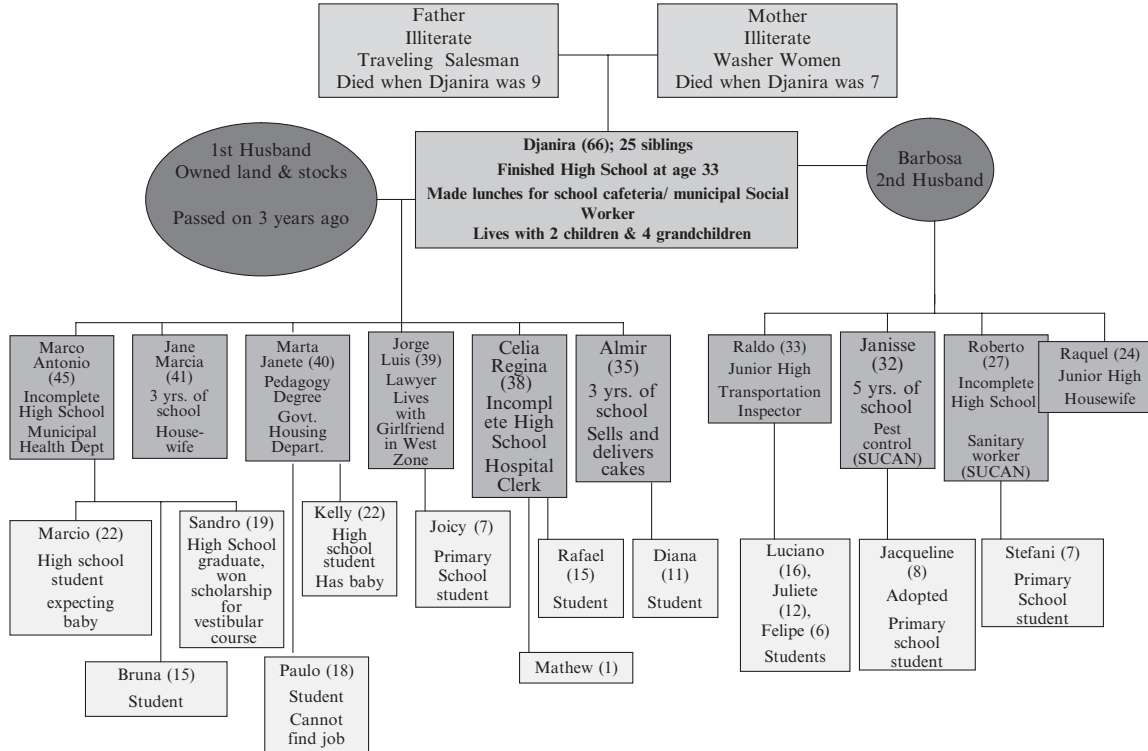 Father
Illiterate
Traveling Salesman
Died when Djanira was 9
Mother
Illiterate
Washer Women
Died when Djanira was 7
1st Husband
Owned land & stocks
Passed on 3 years ago
Djanira (66); 25 siblings
Finished High School at age 33
Made lunches for school cafeteria/ municipal Social
Worker
Lives with 2 children & 4 grandchildren
Barbosa
2nd Husband
Marco
Antonio
(45)
Incomplete
High School
Municipal
Health Dept
Jane
Marcia
(41)
3 yrs. of
school
House-
wife
Marta
Janete (40)
Pedagogy
Degree
Govt.
Housing
Depart.
Jorge
Luis (39)
Lawyer
Lives
with
Girlfriend
in West
Zone
Celia
Regina
(38)
Incompl
ete High
School
Hospital
Clerk
Almir
(35)
3 yrs. of
school
Sells and
delivers
cakes
Raldo (33)
Junior High
Transportation
Inspector
Janisse
(32)
5 yrs. of
school
Pest
control
(SUCAN)
Roberto
(27)
Incomplete
High School
Sanitary
worker
(SUCAN)
Raquel (24)
Junior High
Housewife
Marcio (22)
High school
student
expecting
baby
Sandro (19)
High School
graduate,
won
scholarship
for
vestibular
course
Kelly (22)
High
school
student
Has baby
Joicy (7)
Primary
School
student
Rafael
(15)
Student
Diana
(11)
Student
Luciano
(16),
Juliete
(12),
Felipe (6)
Students
Jacqueline
(8)
Adopted
Primary
school
student
Stefani (7)
Primary
School
student
Bruna (15)
Student
Paulo (18)
Student
Cannot
find job
Mathew (1)